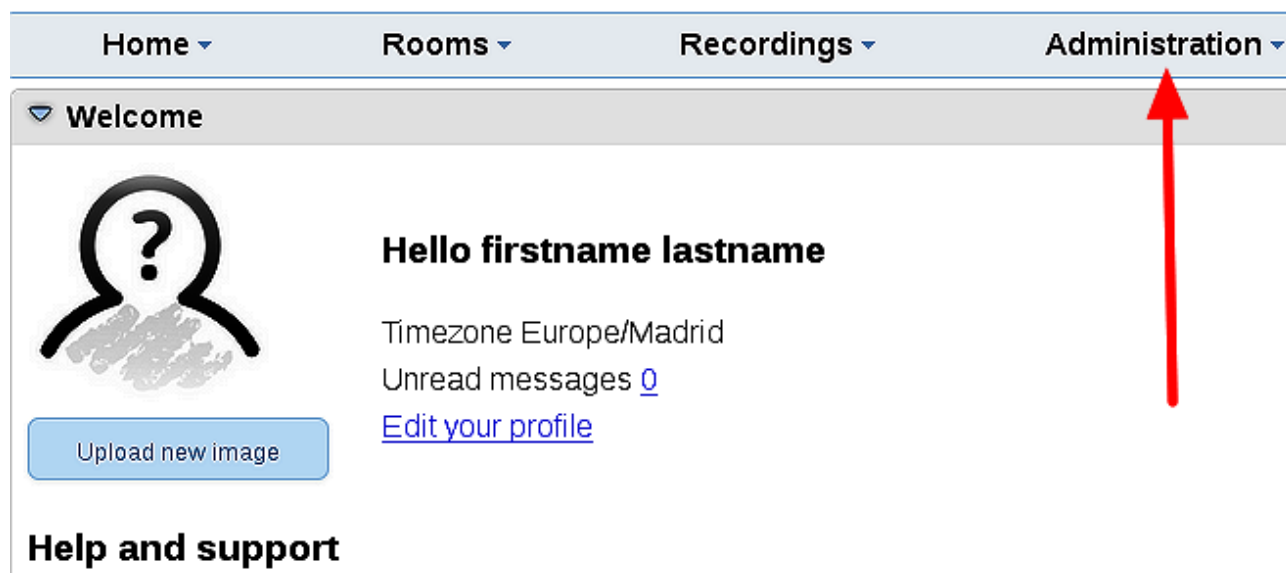 Home Rooms Recordings Administration
Welcome
?
Hello firstname lastname
Timezone Europe/Madrid
Unread messages 0
Edit your profile
Upload new image
Help and support